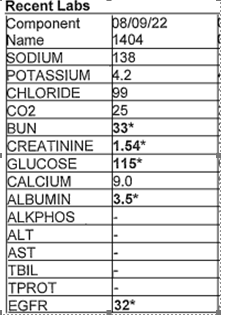 Recent Labs
Component 08/09/22
Name 1404
SODIUM 138
POTASSIUM 4.2
CHLORIDE 99
CO2 25
BUN 33*
CREATININE 1.54*
GLUCOSE 115*
CALCIUM 9.0
ALBUMIN 3.5*
ALKPHOS -
ALT -
AST -
TBIL -
TPROT -
EGFR 32*